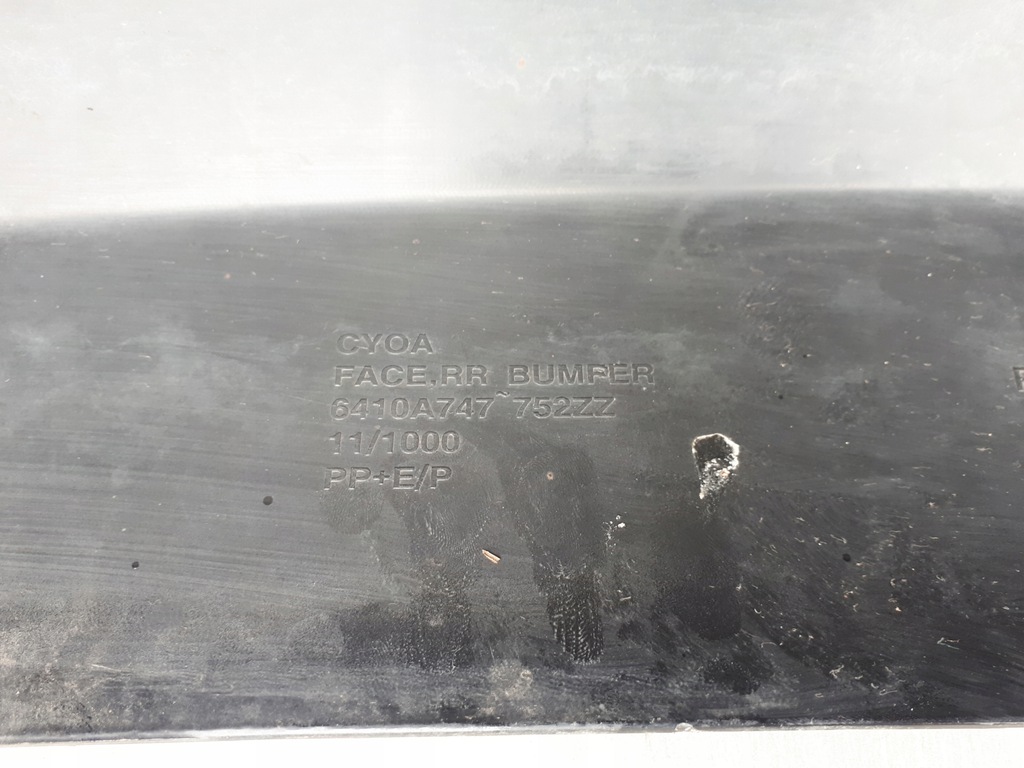 CYOA
FACE,RR BUMPER
6410A747~752ZZ
11/1000
PP+E/P